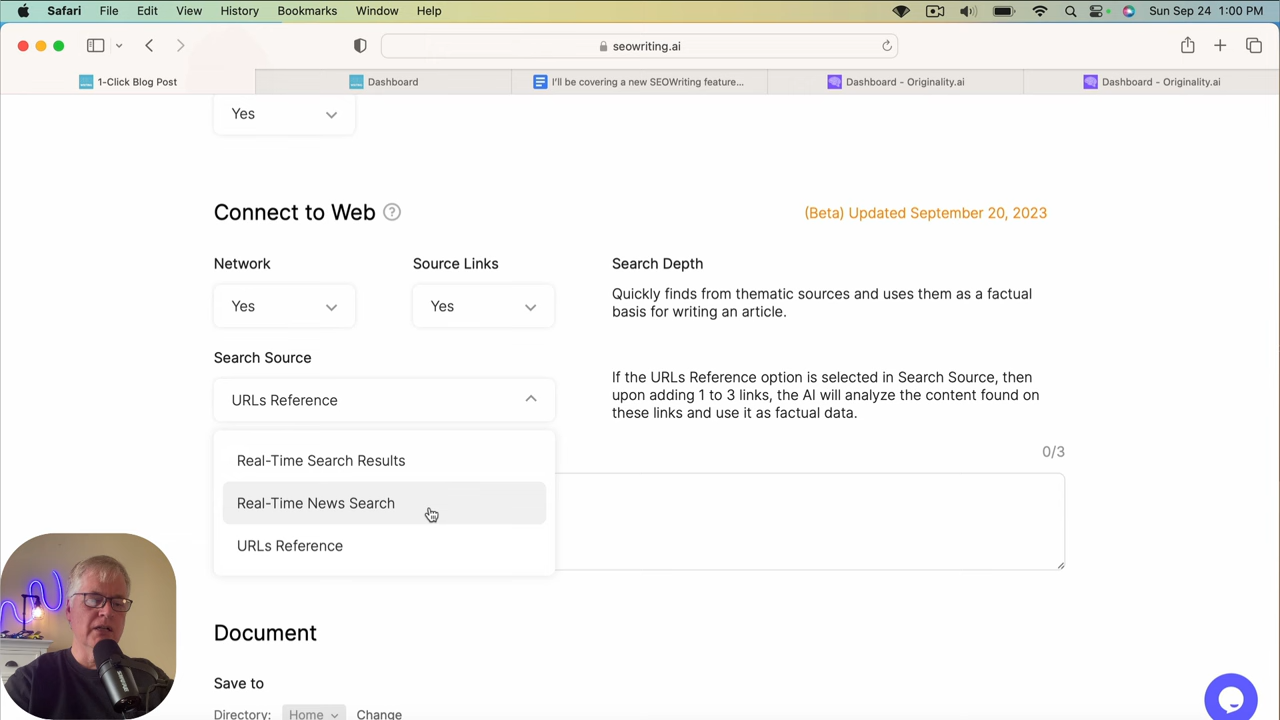 Safari File Edit View History Bookmarks Window Help Sun Sep 24 1:00 PM
seowriting.ai
1-Click Blog Post Dashboard I'll be covering a new SEOWriting feature... Dashboard - Originality.ai Dashboard - Originality.ai
Yes
Connect to Web ? (Beta) Updated September 20, 2023
Network Source Links Search Depth
Yes Yes Quickly finds from thematic sources and uses them as a factual
basis for writing an article.
Search Source
URLs Reference If the URLs Reference option is selected in Search Source, then
upon adding 1 to 3 links, the AI will analyze the content found on
these links and use it as factual data.
0/3
Real-Time Search Results
Real-Time News Search
URLs Reference
Document
Save to
Directory: Home Change